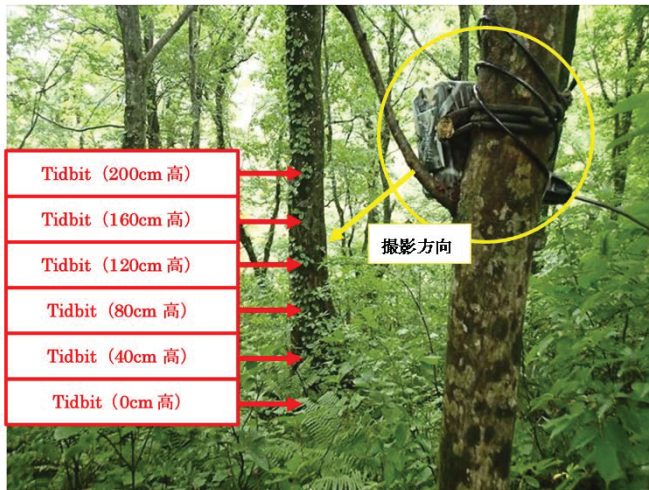 Tidbit（200cm 高）
Tidbit（160cm 高）
Tidbit（120cm 高）
Tidbit（80cm 高）
Tidbit（40cm 高）
Tidbit（0cm 高）
撮影方向